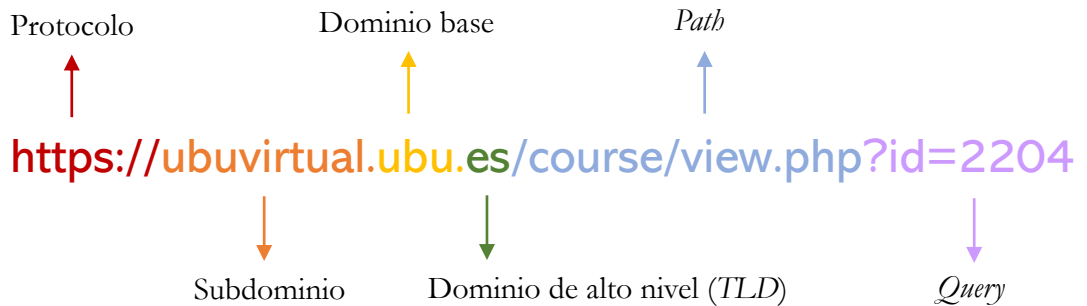 Protocolo Dominio base Path
https://ubuvirtual.ubu.es/course/view.php?id=2204
Subdominio Dominio de alto nivel (TLD) Query